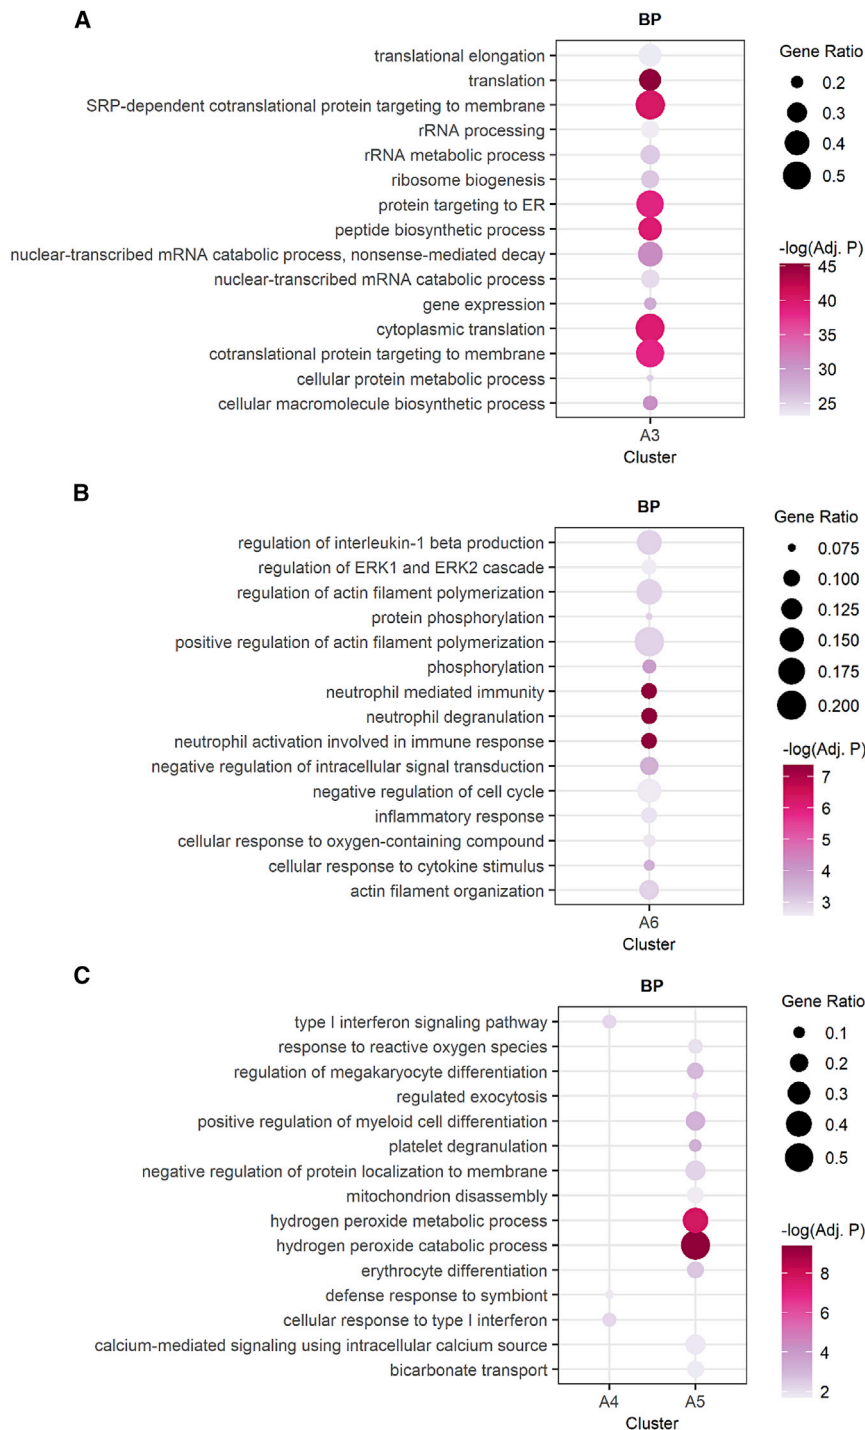 A
BP
translational elongation
translation
SRP-dependent cotranslational protein targeting to membrane
rRNA processing
rRNA metabolic process
ribosome biogenesis
protein targeting to ER
peptide biosynthetic process
nuclear-transcribed mRNA catabolic process, nonsense-mediated decay
nuclear-transcribed mRNA catabolic process
gene expression
cytoplasmic translation
cotranslational protein targeting to membrane
cellular protein metabolic process
cellular macromolecule biosynthetic process
A3
Cluster
Gene Ratio
0.2
0.3
0.4
0.5
-log(Adj. P)
45
40
35
30
25
B
BP
regulation of interleukin-1 beta production
regulation of ERK1 and ERK2 cascade
regulation of actin filament polymerization
protein phosphorylation
positive regulation of actin filament polymerization
phosphorylation
neutrophil mediated immunity
neutrophil degranulation
neutrophil activation involved in immune response
negative regulation of intracellular signal transduction
negative regulation of cell cycle
inflammatory response
cellular response to oxygen-containing compound
cellular response to cytokine stimulus
actin filament organization
A6
Cluster
Gene Ratio
0.075
0.100
0.125
0.150
0.175
0.200
-log(Adj. P)
7
6
5
4
3
C
BP
type I interferon signaling pathway
response to reactive oxygen species
regulation of megakaryocyte differentiation
regulated exocytosis
positive regulation of myeloid cell differentiation
platelet degranulation
negative regulation of protein localization to membrane
mitochondrion disassembly
hydrogen peroxide metabolic process
hydrogen peroxide catabolic process
erythrocyte differentiation
defense response to symbiont
cellular response to type I interferon
calcium-mediated signaling using intracellular calcium source
bicarbonate transport
A4 A5
Cluster
Gene Ratio
0.1
0.2
0.3
0.4
0.5
-log(Adj. P)
8
6
4
2